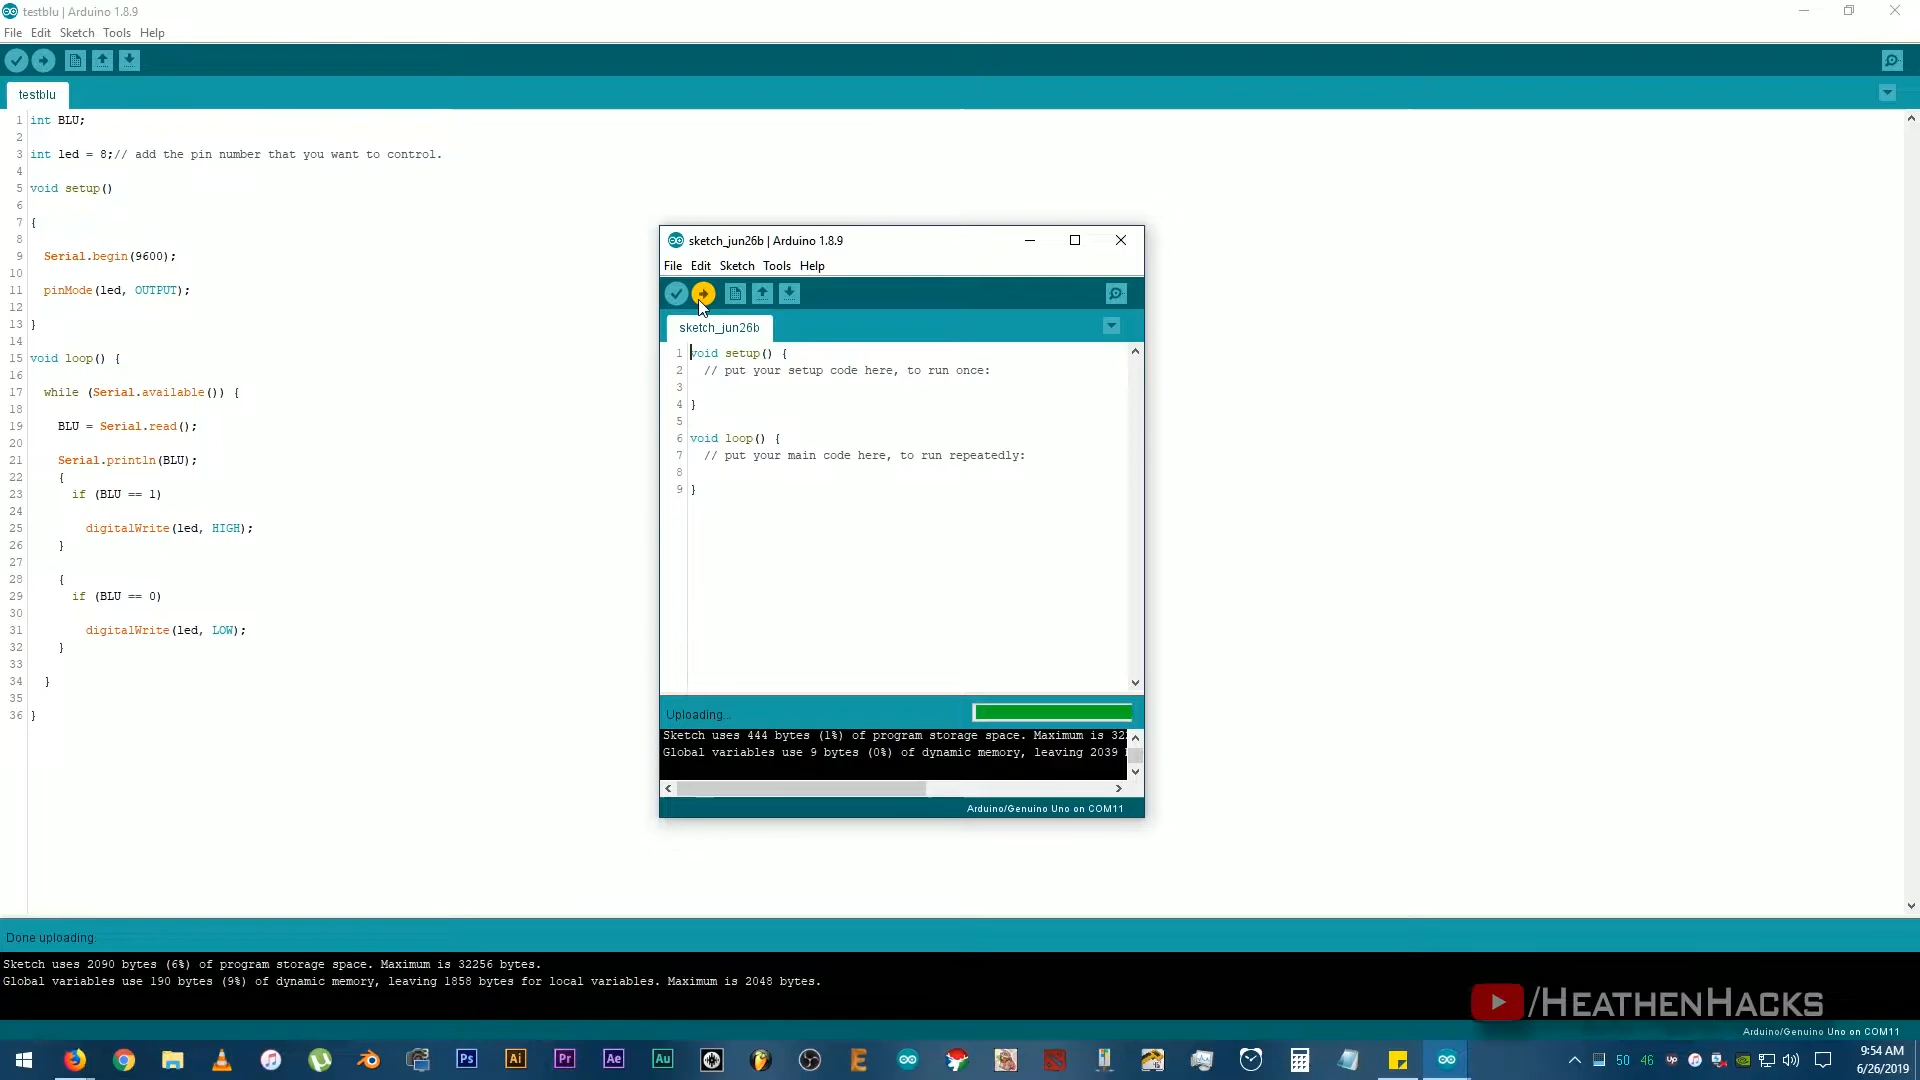 testblu | Arduino 1.8.9
File Edit Sketch Tools Help
testblu
1 int BLU;
2
3 int led = 8;// add the pin number that you want to control.
4
5 void setup()
6
7 {
8
9 Serial.begin(9600);
10
11 pinMode(led, OUTPUT);
12
13 }
14
15 void loop() {
16
17 while (Serial.available()) {
18
19 BLU = Serial.read();
20
21 Serial.println(BLU);
22 {
23 if (BLU == 1)
24
25 digitalWrite(led, HIGH);
26 }
27
28 {
29 if (BLU == 0)
30
31 digitalWrite(led, LOW);
32 }
33
34 }
35
36 }
sketch_jun26b | Arduino 1.8.9
File Edit Sketch Tools Help
sketch_jun26b
1 void setup() {
2 // put your setup code here, to run once:
3
4 }
5
6 void loop() {
7 // put your main code here, to run repeatedly:
8
9 }
Uploading...
Sketch uses 444 bytes (1%) of program storage space. Maximum is 32
Global variables use 9 bytes (0%) of dynamic memory, leaving 2039
Arduino/Genuino Uno on COM11
Done uploading.
Sketch uses 2090 bytes (6%) of program storage space. Maximum is 32256 bytes.
Global variables use 190 bytes (9%) of dynamic memory, leaving 1858 bytes for local variables. Maximum is 2048 bytes.
/HEATHENHACKS
Arduino/Genuino Uno on COM11
Ps Ai Pr Ae Au
50 46
9:54 AM
6/26/2019